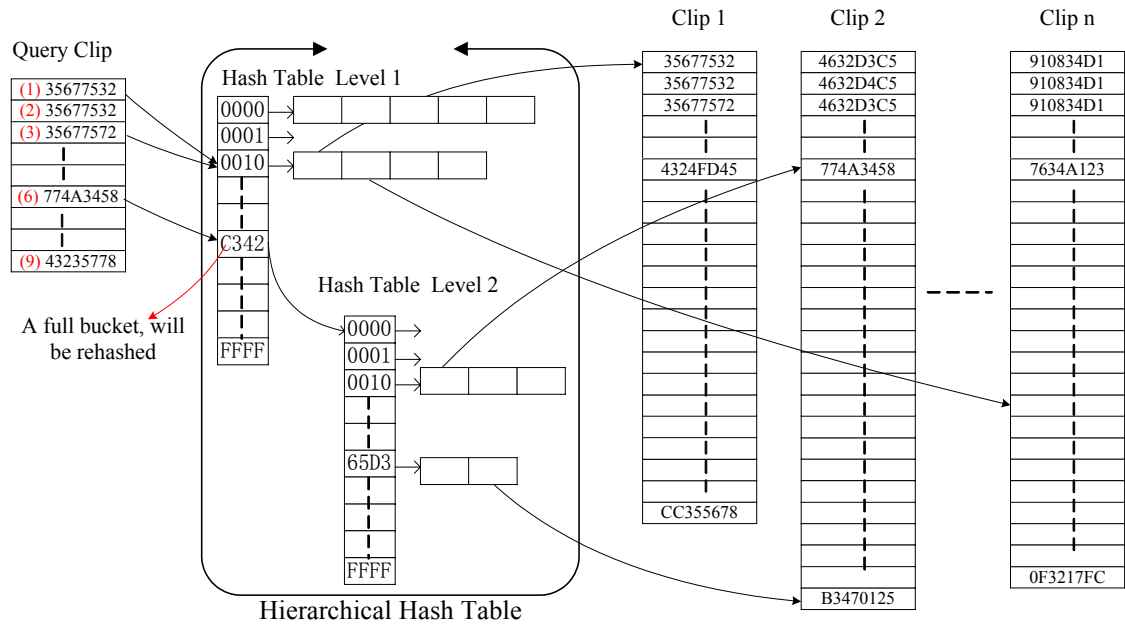 Query Clip
(1) 35677532
(2) 35677532
(3) 35677572
(6) 774A3458
(9) 43235778
A full bucket, will
be rehashed
Hash Table Level 1
0000
0001
0010
C342
FFFF
Hash Table Level 2
0000
0001
0010
65D3
FFFF
Hierarchical Hash Table
Clip 1
35677532
35677532
35677572
4324FD45
CC355678
Clip 2
4632D3C5
4632D4C5
4632D3C5
774A3458
B3470125
Clip n
910834D1
910834D1
910834D1
7634A123
0F3217FC